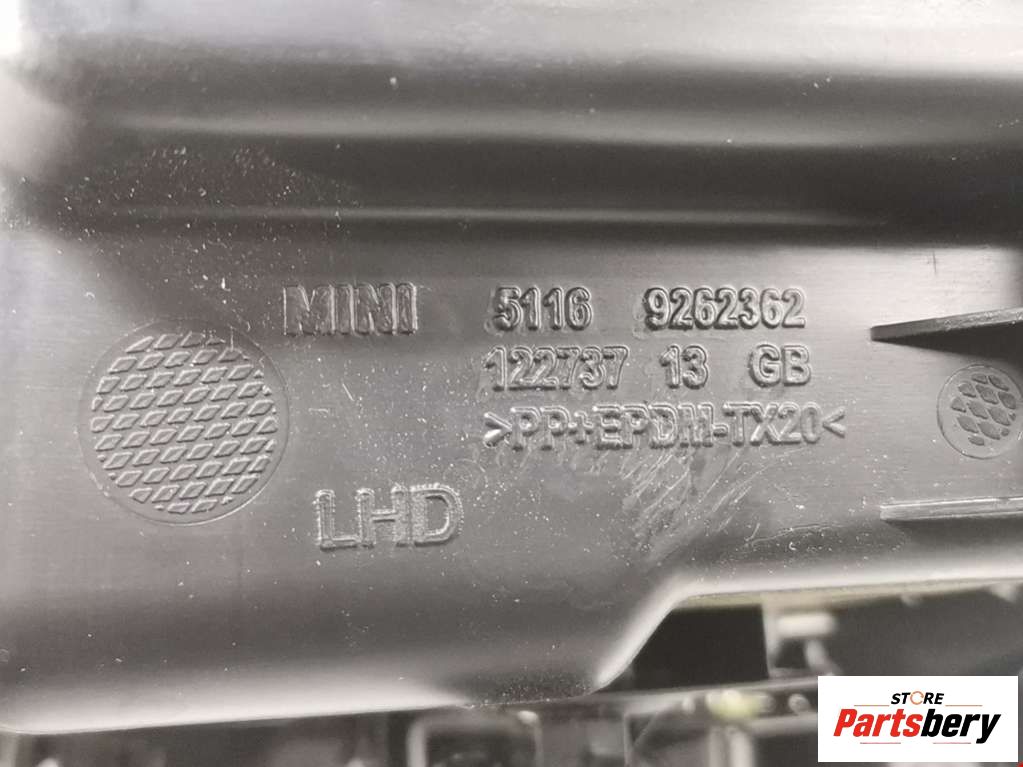 MINI 5116 9262362
122737 13 GB
>PP+EPDM-TX20<
LHD
STORE
Partsbery